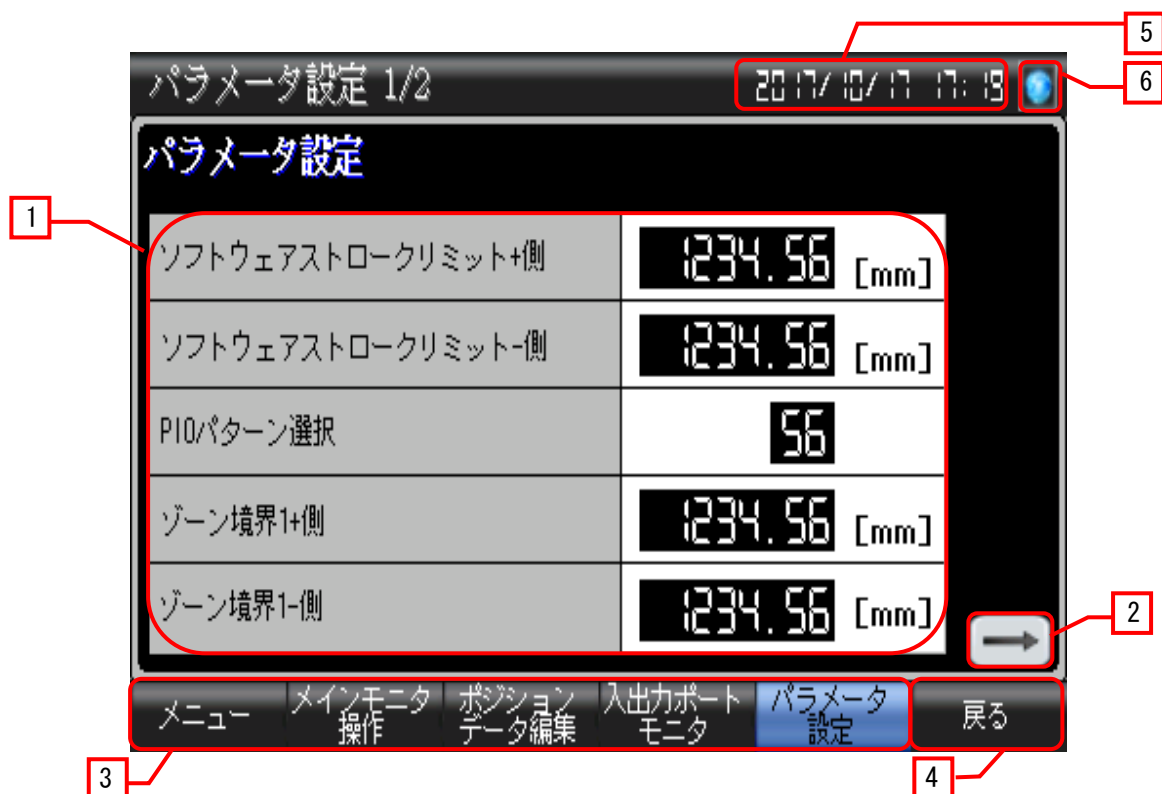 5
パラメータ設定 1/2
2017/10/17 17:19
6
パラメータ設定
1
ソフトウェアストロークリミット+側
1234.56 [mm]
ソフトウェアストロークリミット-側
1234.56 [mm]
PIOパターン選択
56
ゾーン境界1+側
1234.56 [mm]
ゾーン境界1-側
1234.56 [mm]
2
メニュー
メインモニタ
操作
ポジション
データ編集
入出力ポート
モニタ
パラメータ
設定
戻る
3
4